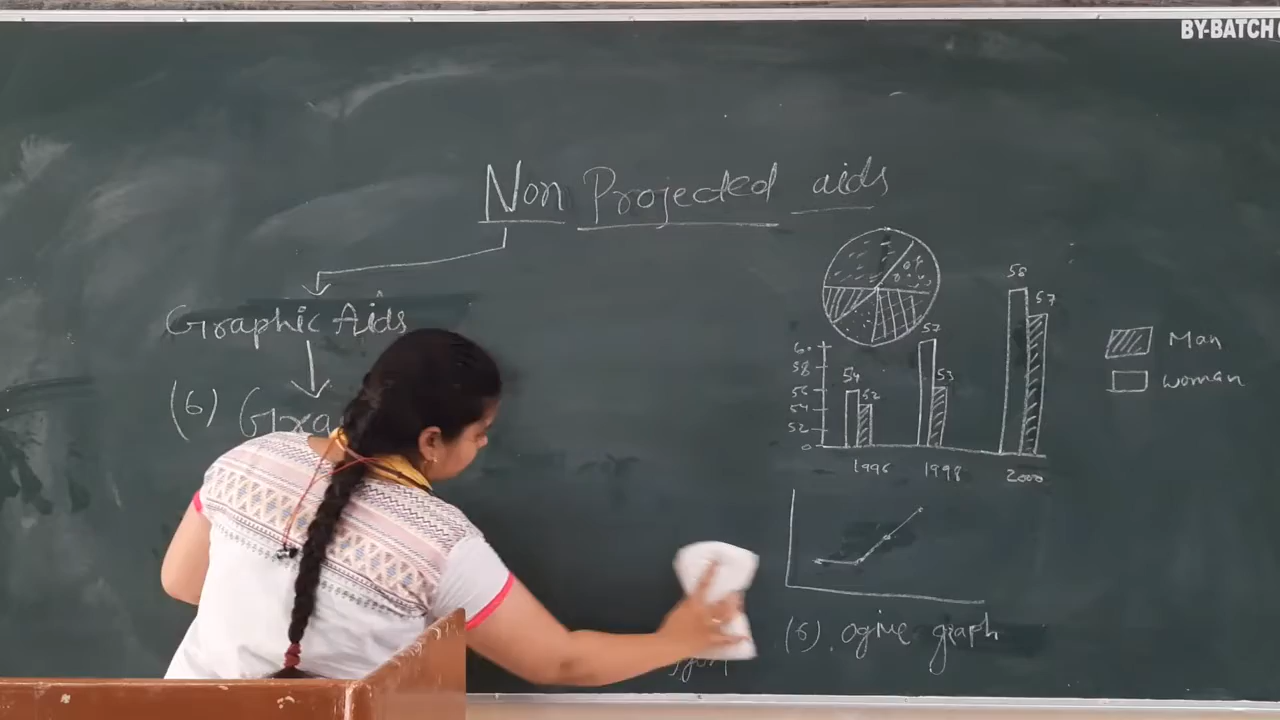 BY-BATCH
Non Projected aids
Graphic Aids
(6) Gra
58
57
57
60
58
56
54
52
0
54
52
53
1996
1998
2000
Man
woman
(6). ogive graph